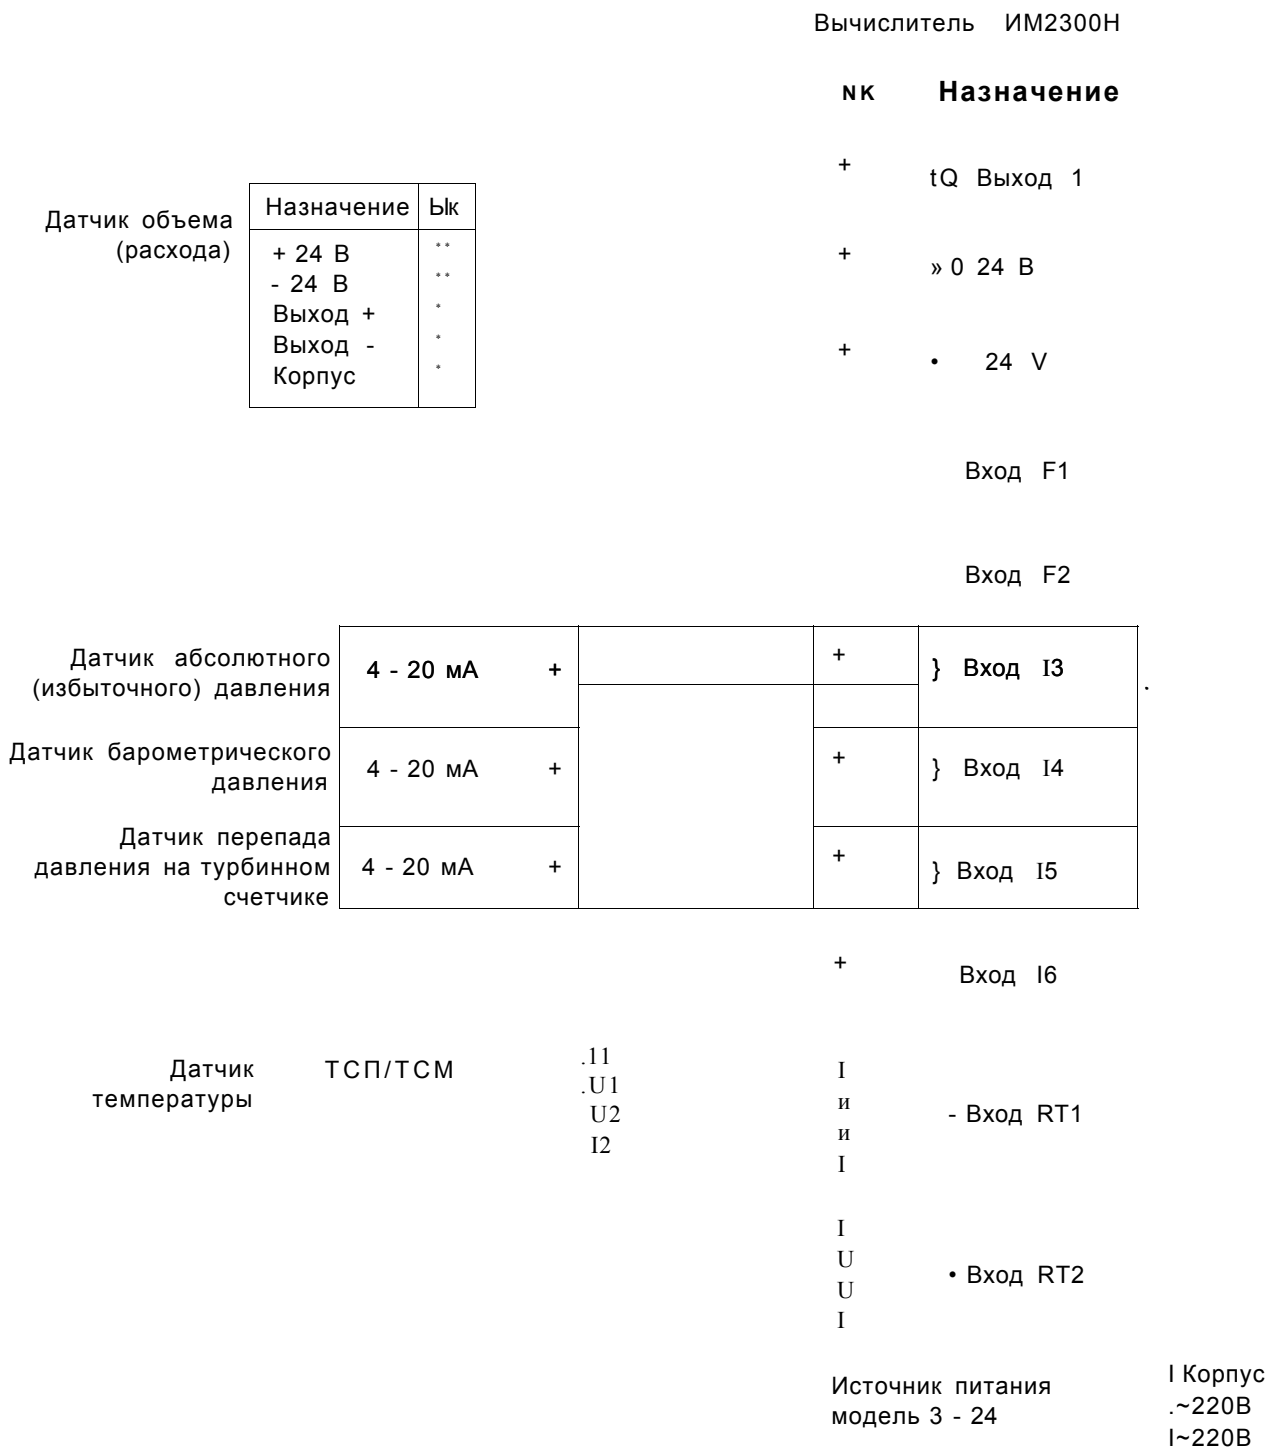 Вычислитель ИМ2300Н
NK Назначение
+ tQ Выход 1
Датчик объема
(расхода)
Назначение Ык
+ 24 В **
- 24 В **
Выход + *
Выход - *
Корпус *
+ » 0 24 В
+ • 24 V
Вход F1
Вход F2
Датчик абсолютного
(избыточного) давления
4 - 20 мА +
+ } Вход I3 .
Датчик барометрического
давления
4 - 20 мА +
+ } Вход I4
Датчик перепада
давления на турбинном
счетчике
4 - 20 мА +
+ } Вход I5
+ Вход I6
Датчик
температуры
ТСП/ТСМ
.11
.U1
U2
I2
I
и
и
I
- Вход RT1
I
U
U
I
• Вход RT2
Источник питания
модель 3 - 24
I Корпус
.~220В
I~220В